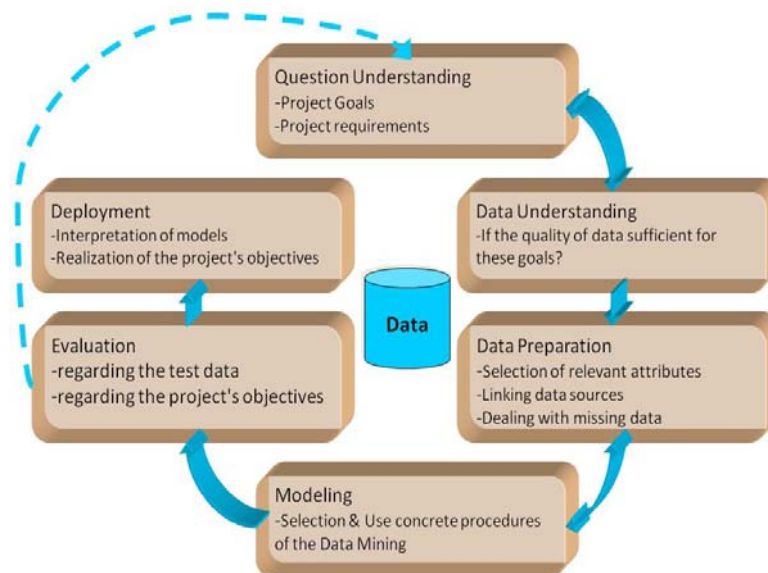 Question Understanding
-Project Goals
-Project requirements
Data Understanding
-If the quality of data sufficient for
these goals?
Data Preparation
-Selection of relevant attributes
-Linking data sources
-Dealing with missing data
Modeling
-Selection & Use concrete procedures
of the Data Mining
Evaluation
-regarding the test data
-regarding the project's objectives
Deployment
-Interpretation of models
-Realization of the project's objectives
Data